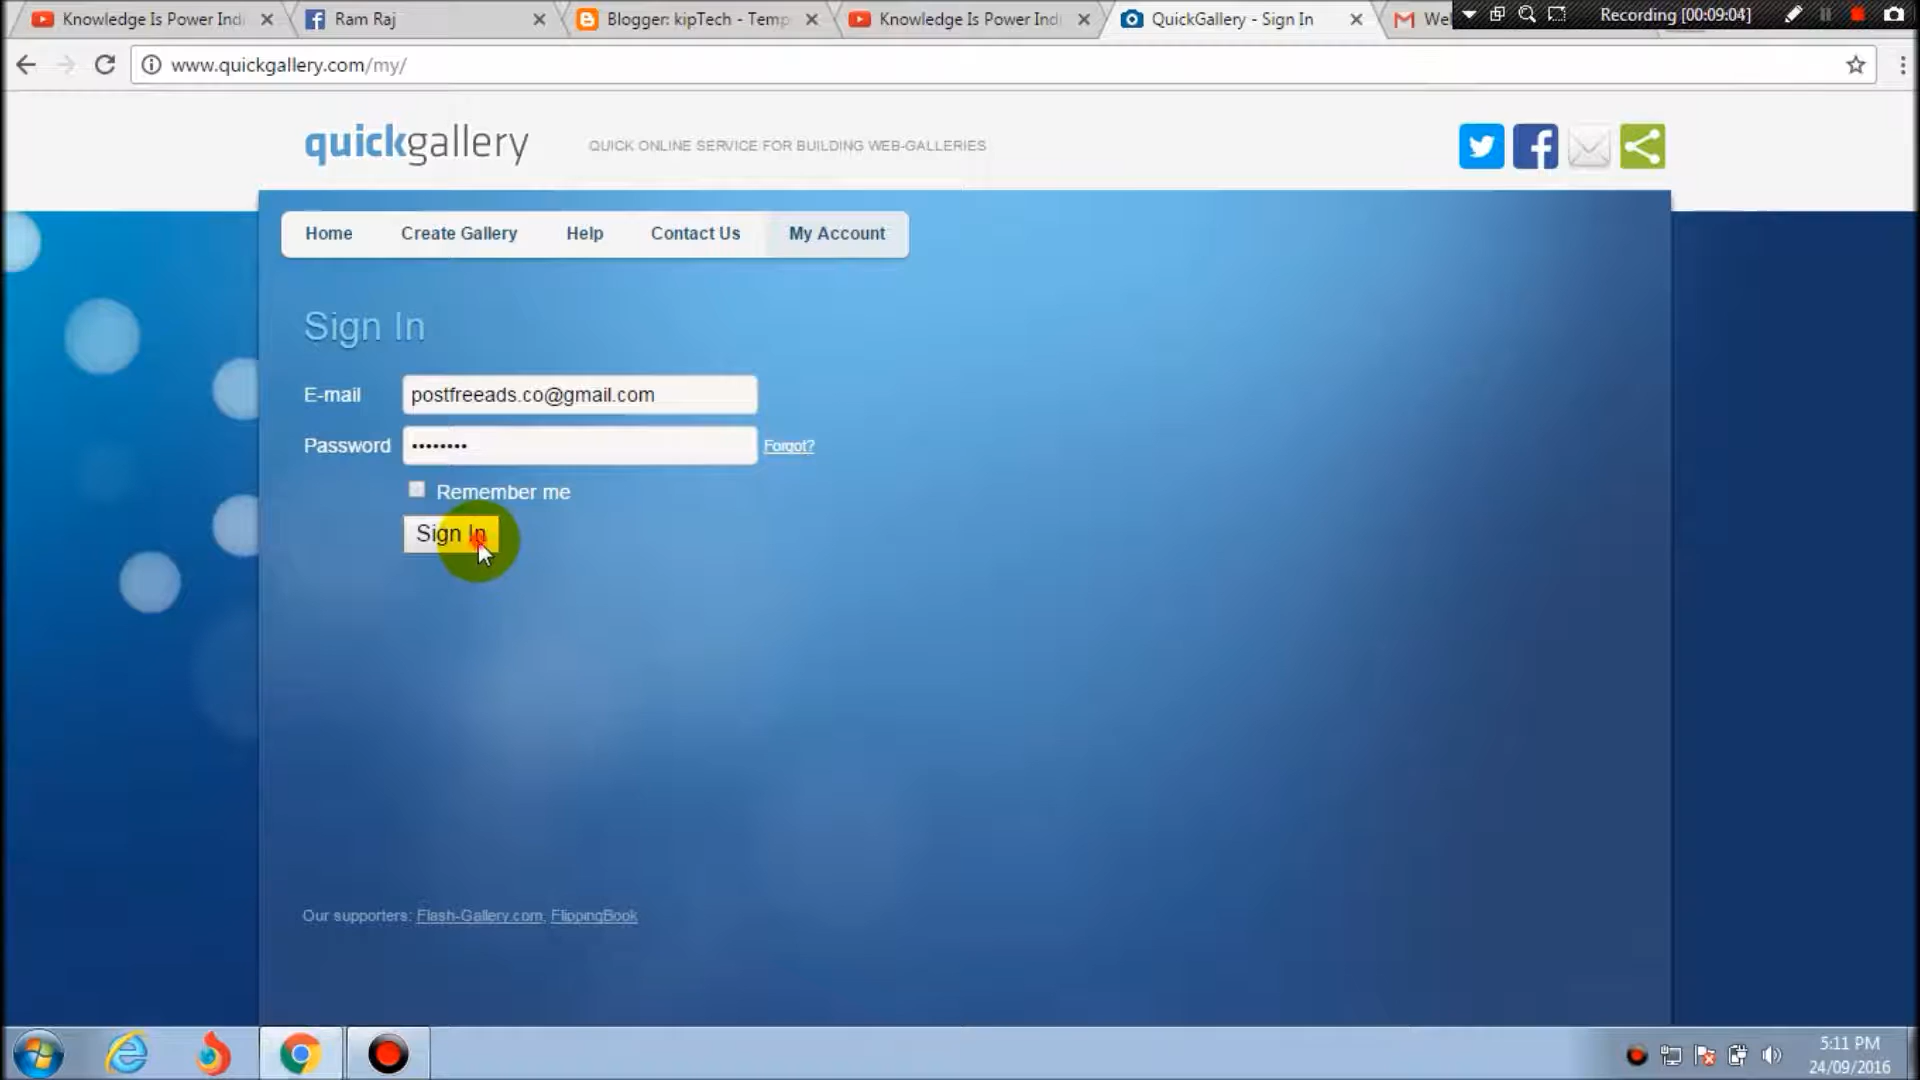 Knowledge Is Power Indi
Ram Raj
Blogger: kipTech - Temp
Knowledge Is Power Indi
QuickGallery - Sign In
Wel
Recording [00:09:04]
www.quickgallery.com/my/
quickgallery
QUICK ONLINE SERVICE FOR BUILDING WEB-GALLERIES
Home
Create Gallery
Help
Contact Us
My Account
Sign In
E-mail
postfreeads.co@gmail.com
Password
••••••••
Forgot?
Remember me
Sign In
Our supporters: Flash-Gallery.com, FlippingBook
5:11 PM
24/09/2016